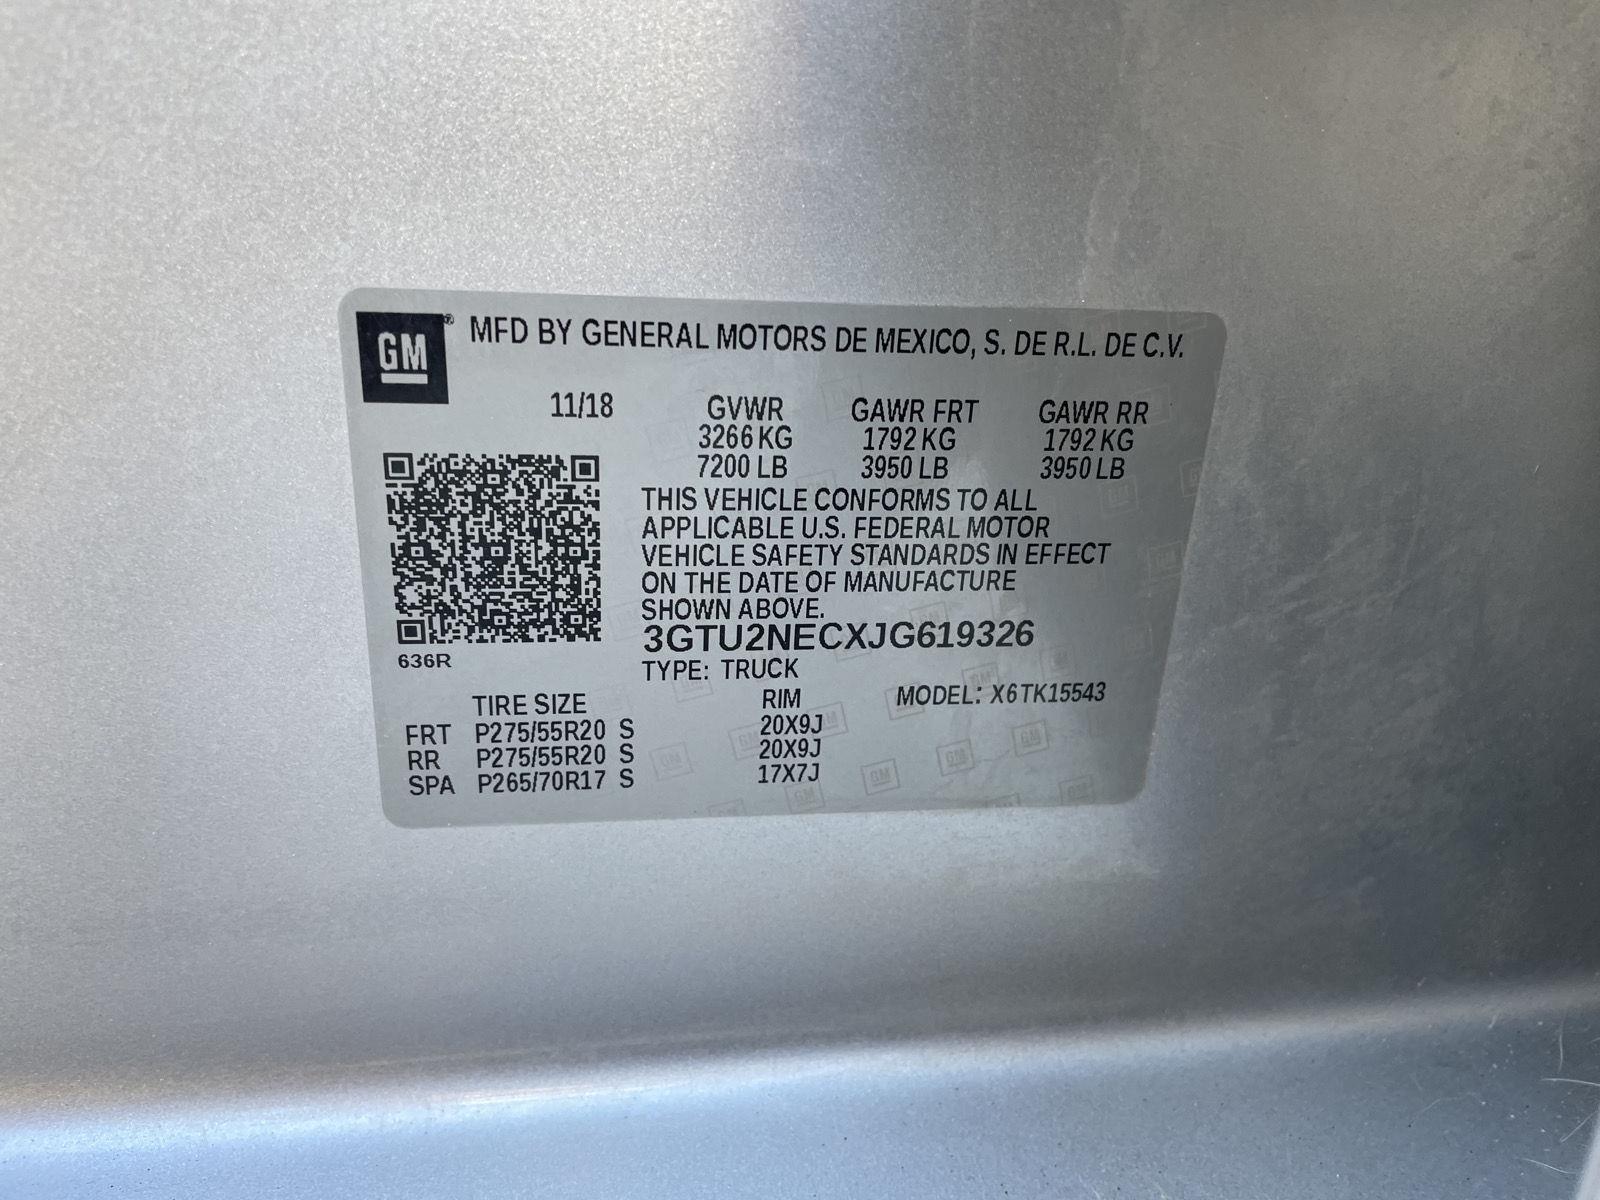 GM® MFD BY GENERAL MOTORS DE MEXICO, S. DE R.L. DE C.V.
11/18 GVWR GAWR FRT GAWR RR
3266 KG 1792 KG 1792 KG
7200 LB 3950 LB 3950 LB
THIS VEHICLE CONFORMS TO ALL
APPLICABLE U.S. FEDERAL MOTOR
VEHICLE SAFETY STANDARDS IN EFFECT
ON THE DATE OF MANUFACTURE
SHOWN ABOVE.
3GTU2NECXJG619326
636R
TYPE: TRUCK
TIRE SIZE RIM MODEL: X6TK15543
FRT P275/55R20 S 20X9J
RR P275/55R20 S 20X9J
SPA P265/70R17 S 17X7J